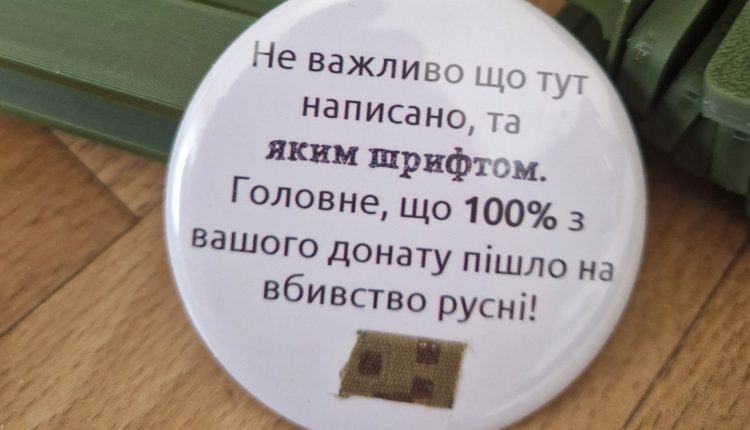 Не важливо що тут
написано, та
яким шрифтом.
Головне, що 100% з
вашого донату пішло на
вбивство русні!